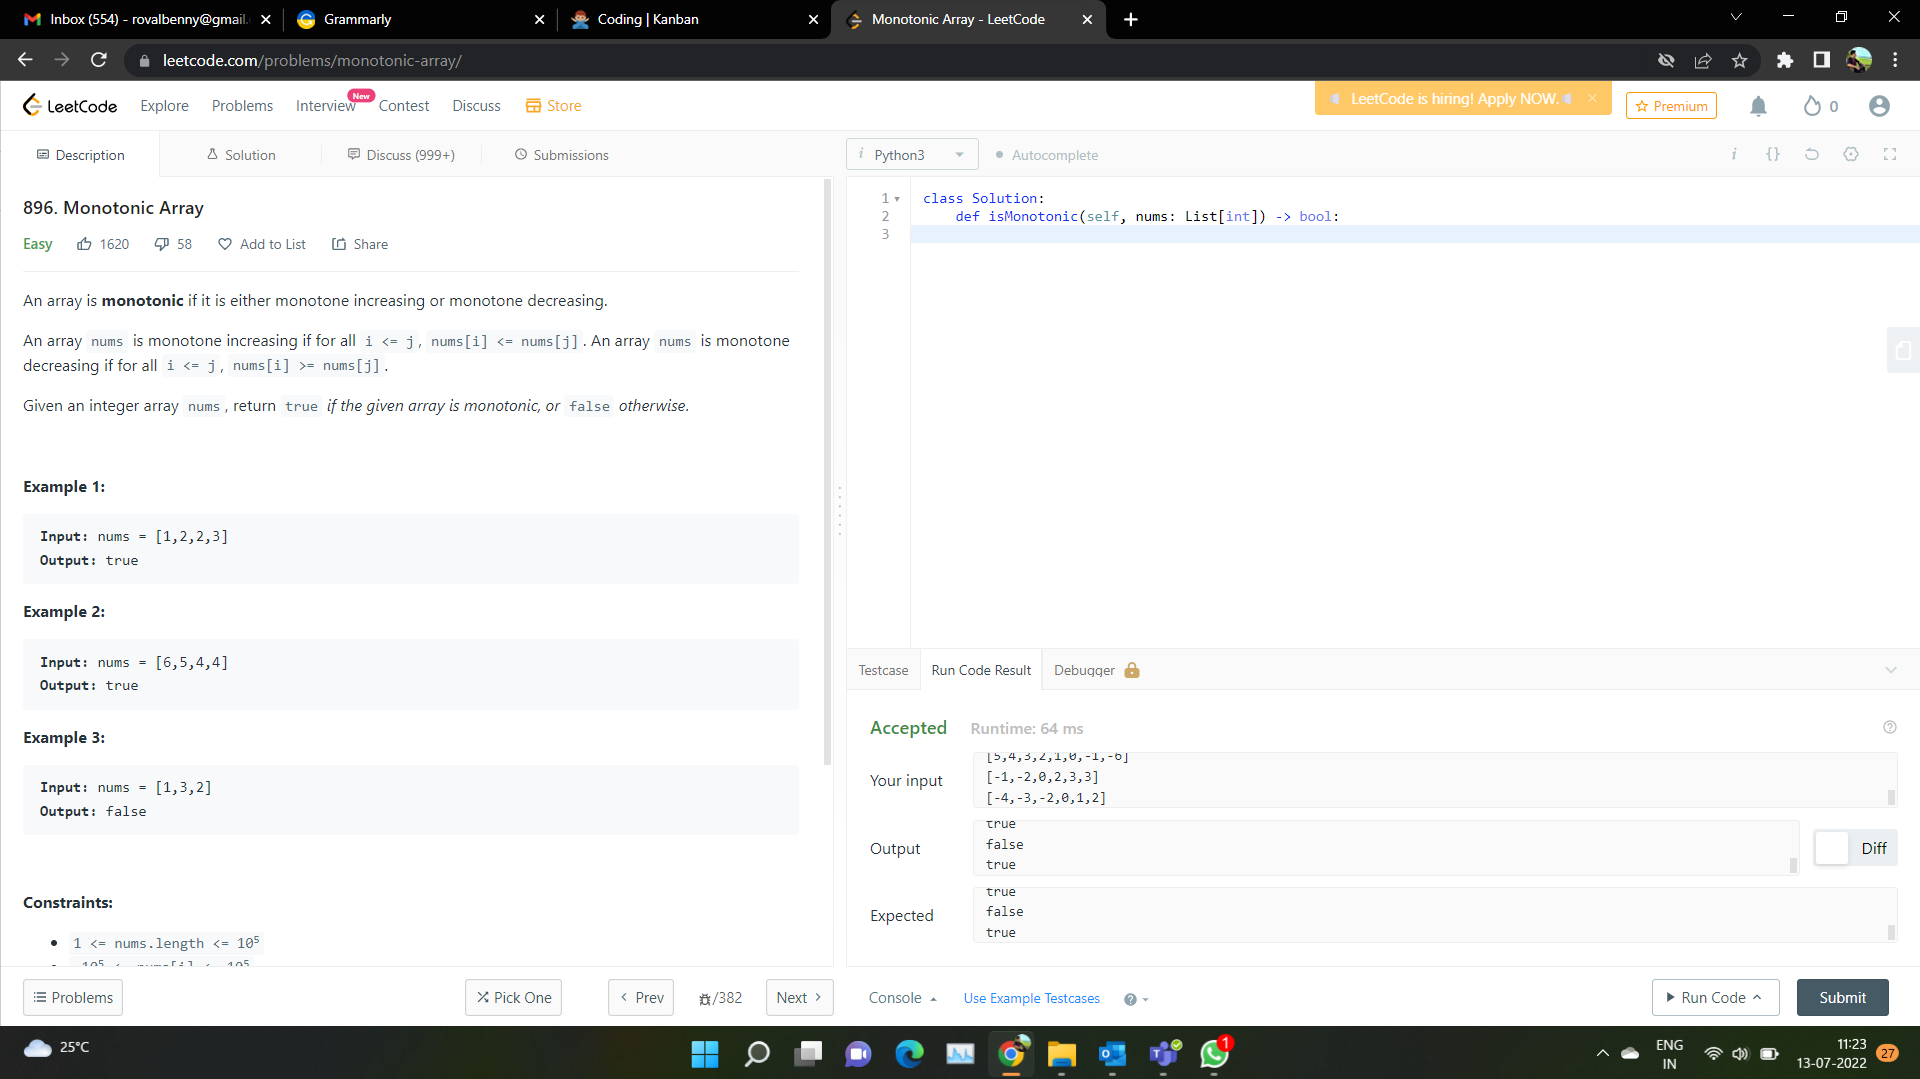 Inbox (554) - rovalbenny@gmail.
Grammarly
Coding | Kanban
Monotonic Array - LeetCode
leetcode.com/problems/monotonic-array/
LeetCode
Explore
Problems
Interview
New
Contest
Discuss
Store
LeetCode is hiring! Apply NOW.
Premium
0
Description
Solution
Discuss (999+)
Submissions
Python3
Autocomplete
896. Monotonic Array
Easy
1620
58
Add to List
Share
An array is monotonic if it is either monotone increasing or monotone decreasing.
An array nums is monotone increasing if for all i <= j, nums[i] <= nums[j]. An array nums is monotone
decreasing if for all i <= j, nums[i] >= nums[j].
Given an integer array nums, return true if the given array is monotonic, or false otherwise.
Example 1:
Input: nums = [1,2,2,3]
Output: true
Example 2:
Input: nums = [6,5,4,4]
Output: true
Example 3:
Input: nums = [1,3,2]
Output: false
Constraints:
1 <= nums.length <= 10⁵
1 class Solution:
2 def isMonotonic(self, nums: List[int]) -> bool:
3
Testcase
Run Code Result
Debugger
Accepted
Runtime: 64 ms
Your input
[5,4,3,2,1,0,-1,-6]
[-1,-2,0,2,3,3]
[-4,-3,-2,0,1,2]
Output
true
false
true
Diff
Expected
true
false
true
Problems
Pick One
Prev
/382
Next
Console
Use Example Testcases
Run Code
Submit
25°C
1
ENG
IN
11:23
13-07-2022
27